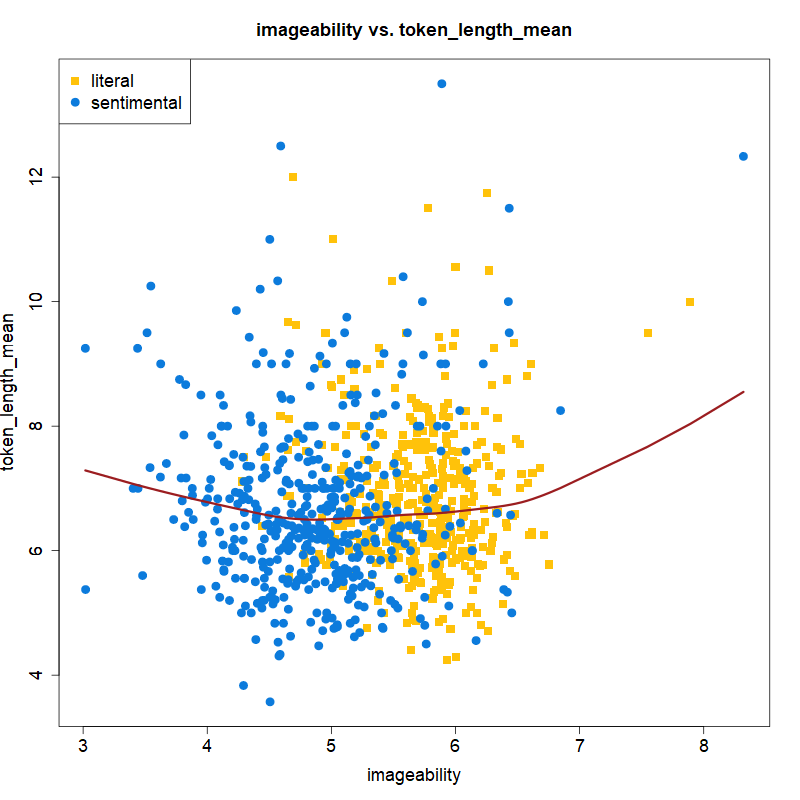 imageability vs. token_length_mean
literal
sentimental
token_length_mean
4
6
8
10
12
3
4
5
6
7
8
imageability